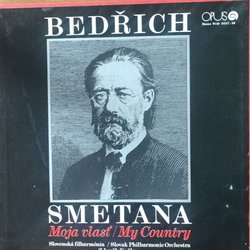 OPUS
BEDŘICH
SMETANA
Moja vlasť/My Country
Slovenská filharmónia / Slovak Philharmonic Orchestra